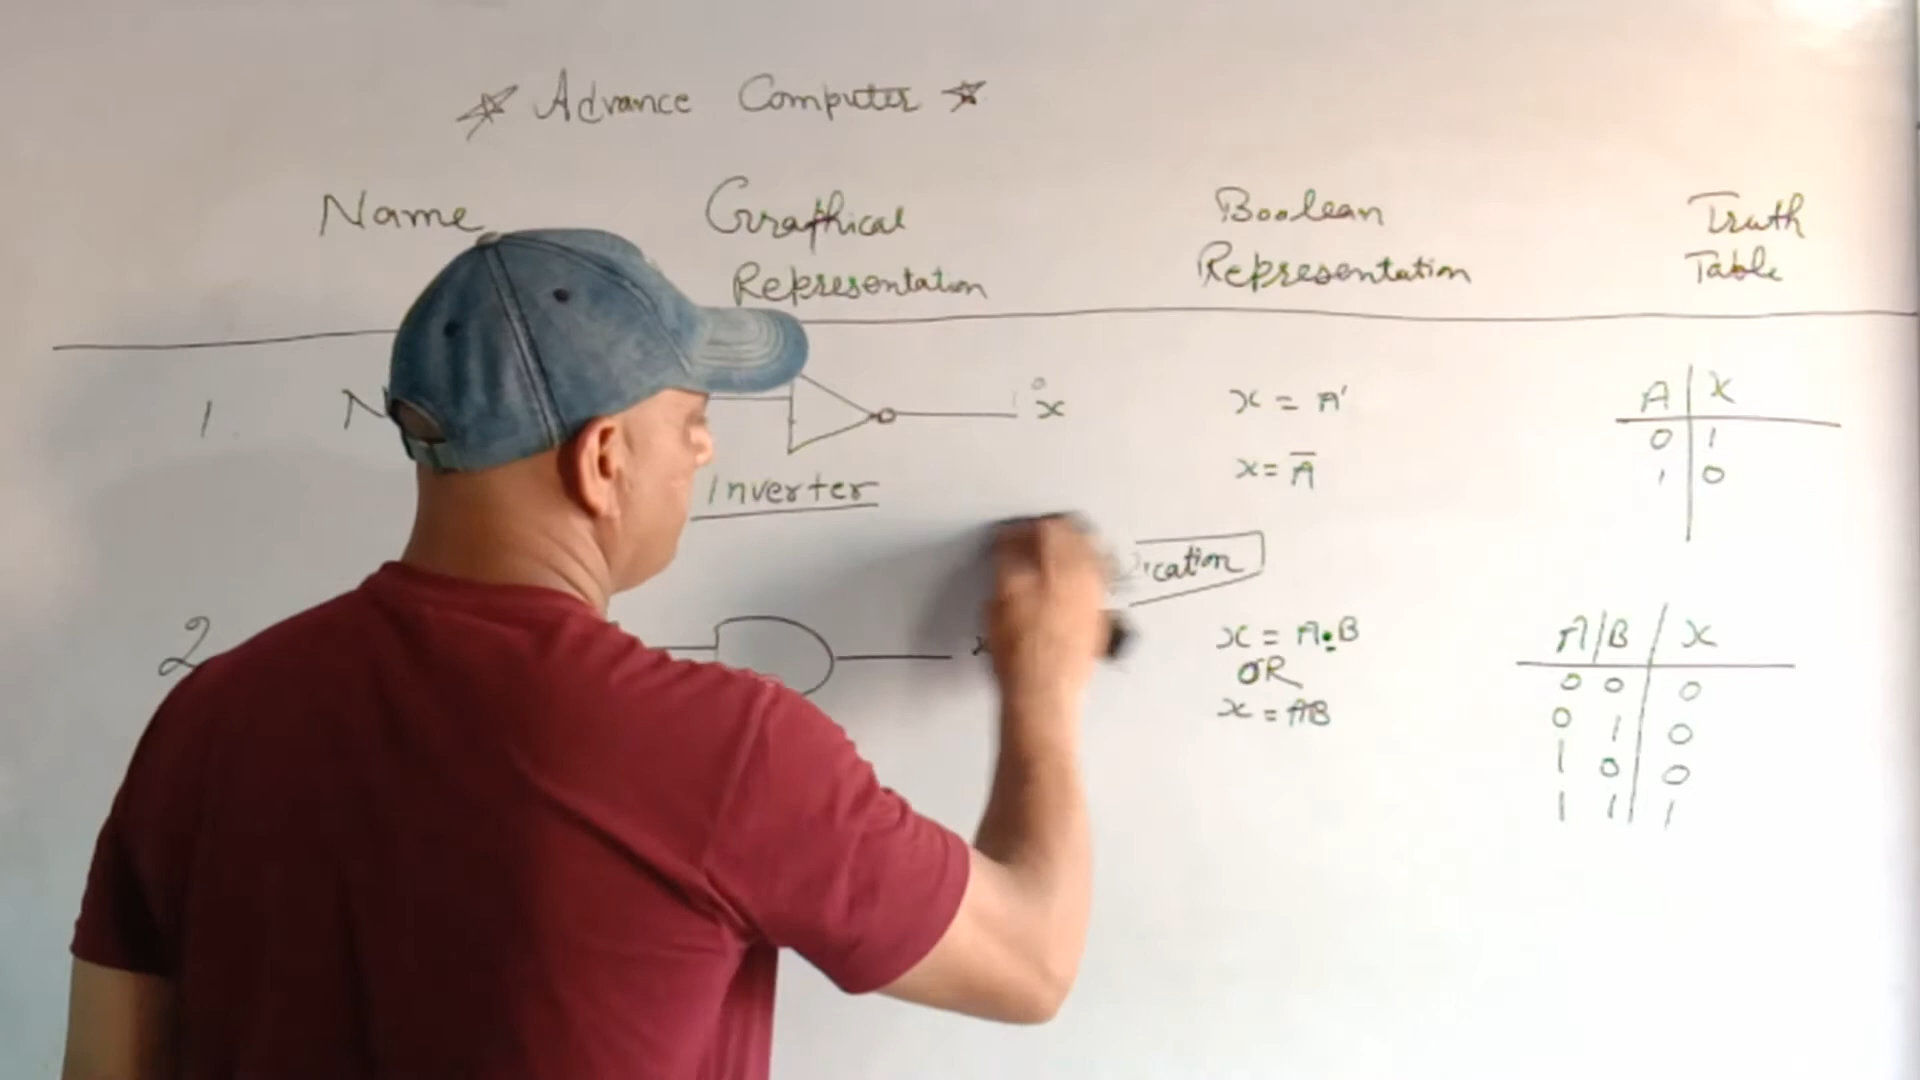 ☆ Advance Computer ☆
Name Graphical Representation Boolean Representation Truth Table
1 N x x = A'
Inverter x = A̅
A | X
0 | 1
1 | 0
2 x = A.B
OR
x = AB
A / B / X
0 0 0
0 1 0
1 0 0
1 1 1